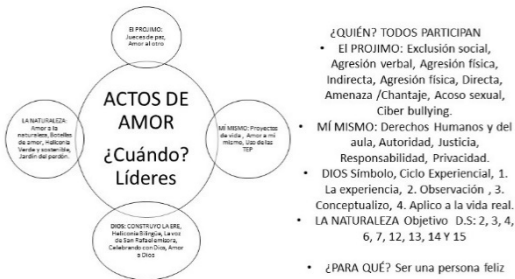 El PROJIMO:
Jueces de paz,
Amor al otro
ACTOS DE
AMOR
¿Cuándo?
Líderes
LA NATURALEZA:
Amor a la
naturaleza, Botellas
de amor, Heliconia
Verde y sostenible,
Jardín del perdón.
MÍ MISMO: Proyectos
de vida , Amor a mí
mismo, Uso de las
TEP
DIOS: CONSTRUYO LA ERE,
Heliconia Bilingüe, La voz
de San Rafael emisora,
Celebrando con Dios, Amor
a Dios
¿QUIÉN? TODOS PARTICIPAN
• El PROJIMO: Exclusión social,
Agresión verbal, Agresión física,
Indirecta, Agresión física, Directa,
Amenaza /Chantaje, Acoso sexual,
Ciber bullying.
• MÍ MISMO: Derechos Humanos y del
aula, Autoridad, Justicia,
Responsabilidad, Privacidad.
• DIOS Símbolo, Ciclo Experiencial, 1.
La experiencia, 2. Observación , 3.
Conceptualizo, 4. Aplico a la vida real.
• LA NATURALEZA Objetivo D.S: 2, 3, 4,
6, 7, 12, 13, 14 Y 15
• ¿PARA QUÉ? Ser una persona feliz